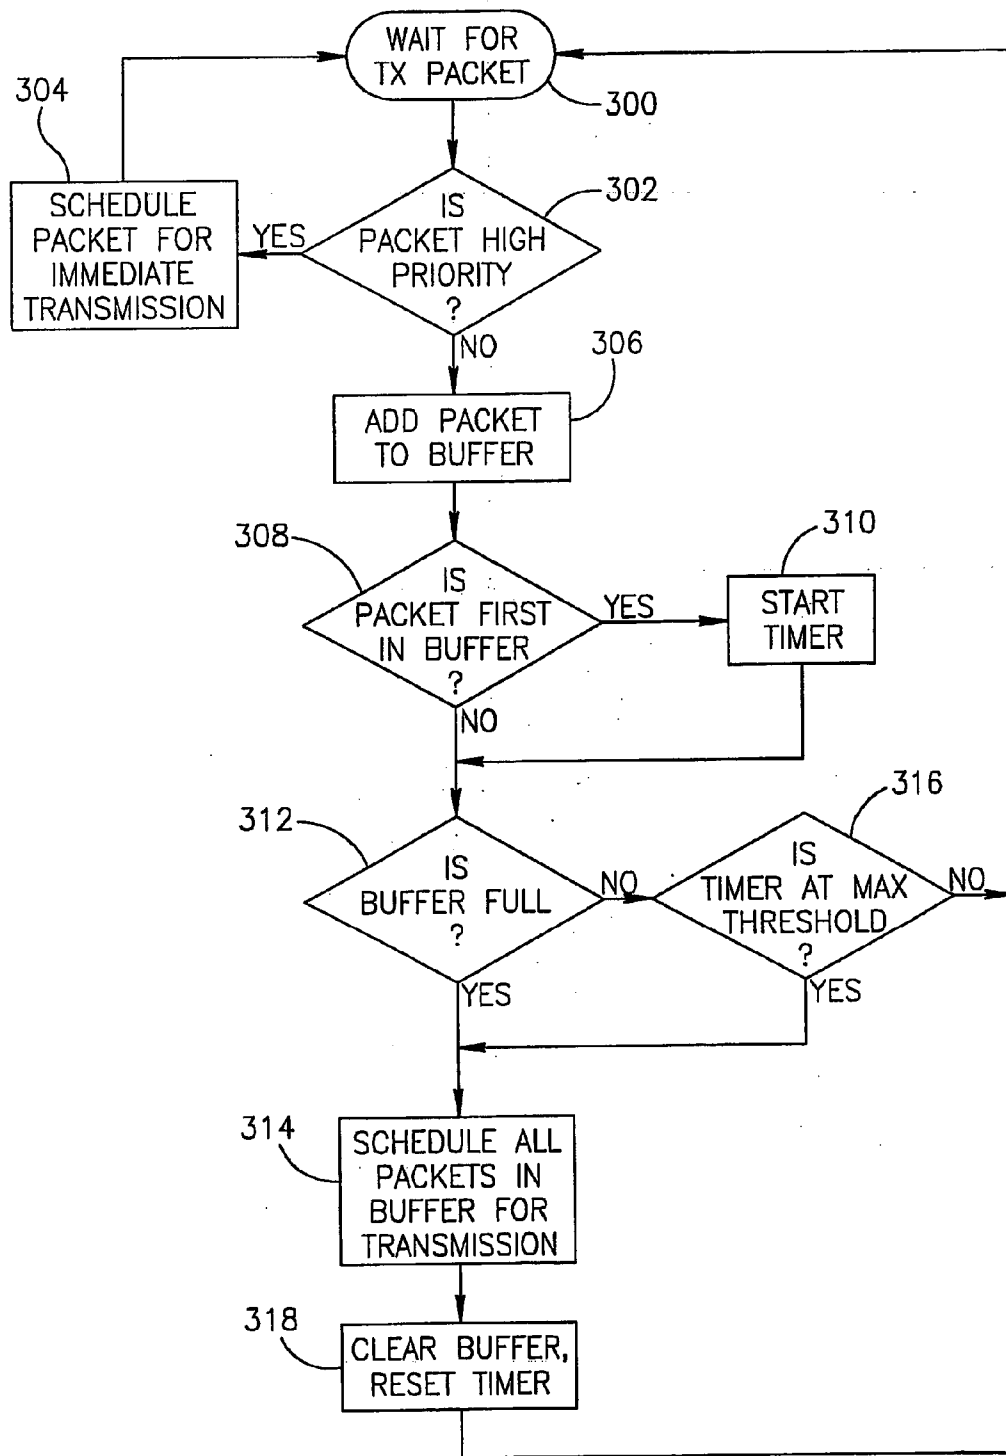 WAIT FOR
TX PACKET
300
304
SCHEDULE
PACKET FOR
IMMEDIATE
TRANSMISSION
YES
302
IS
PACKET HIGH
PRIORITY
?
NO
306
ADD PACKET
TO BUFFER
308
IS
PACKET FIRST
IN BUFFER
?
YES
310
START
TIMER
NO
312
IS
BUFFER FULL
?
NO
316
IS
TIMER AT MAX
THRESHOLD
?
NO
YES
YES
314
SCHEDULE ALL
PACKETS IN
BUFFER FOR
TRANSMISSION
318
CLEAR BUFFER,
RESET TIMER